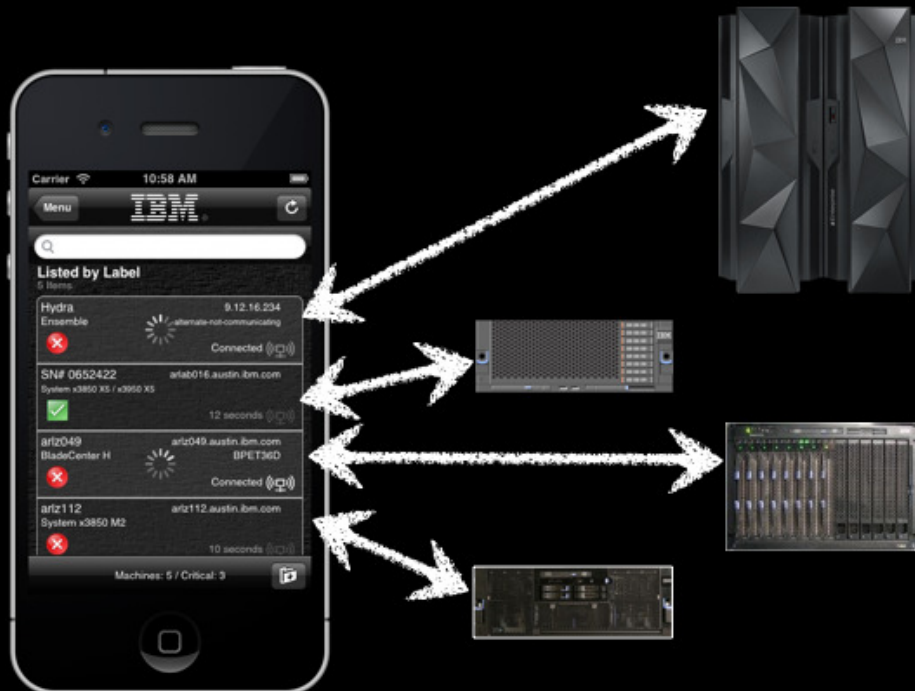 Carrier 10:58 AM
Menu IBM
Listed by Label
5 Items
Hydra 9.12.16.234
Ensemble alternate-not-communicating
Connected
SN# 0652422 arlab016.austin.ibm.com
System x3850 X5 / x3950 X5
12 seconds
arlz049 arlz049.austin.ibm.com
BladeCenter H BPET36D
Connected
arlz112 arlz112.austin.ibm.com
System x3850 M2
10 seconds
Machines: 5 / Critical: 3
IBM
IBM